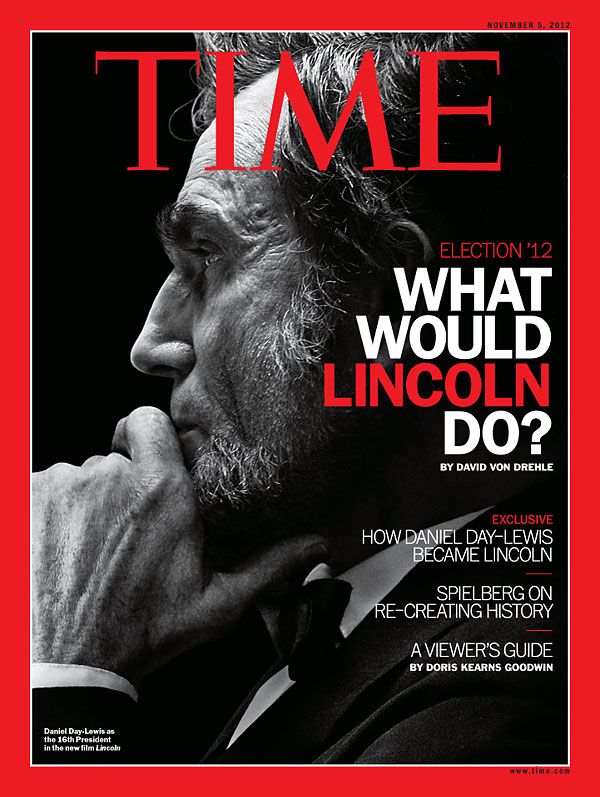 NOVEMBER 5, 2012
TIME
ELECTION '12
WHAT
WOULD
LINCOLN
DO?
BY DAVID VON DREHLE
EXCLUSIVE
HOW DANIEL DAY-LEWIS
BECAME LINCOLN
SPIELBERG ON
RE-CREATING HISTORY
A VIEWER'S GUIDE
BY DORIS KEARNS GOODWIN
Daniel Day-Lewis as
the 16th President
in the new film Lincoln
www.time.com